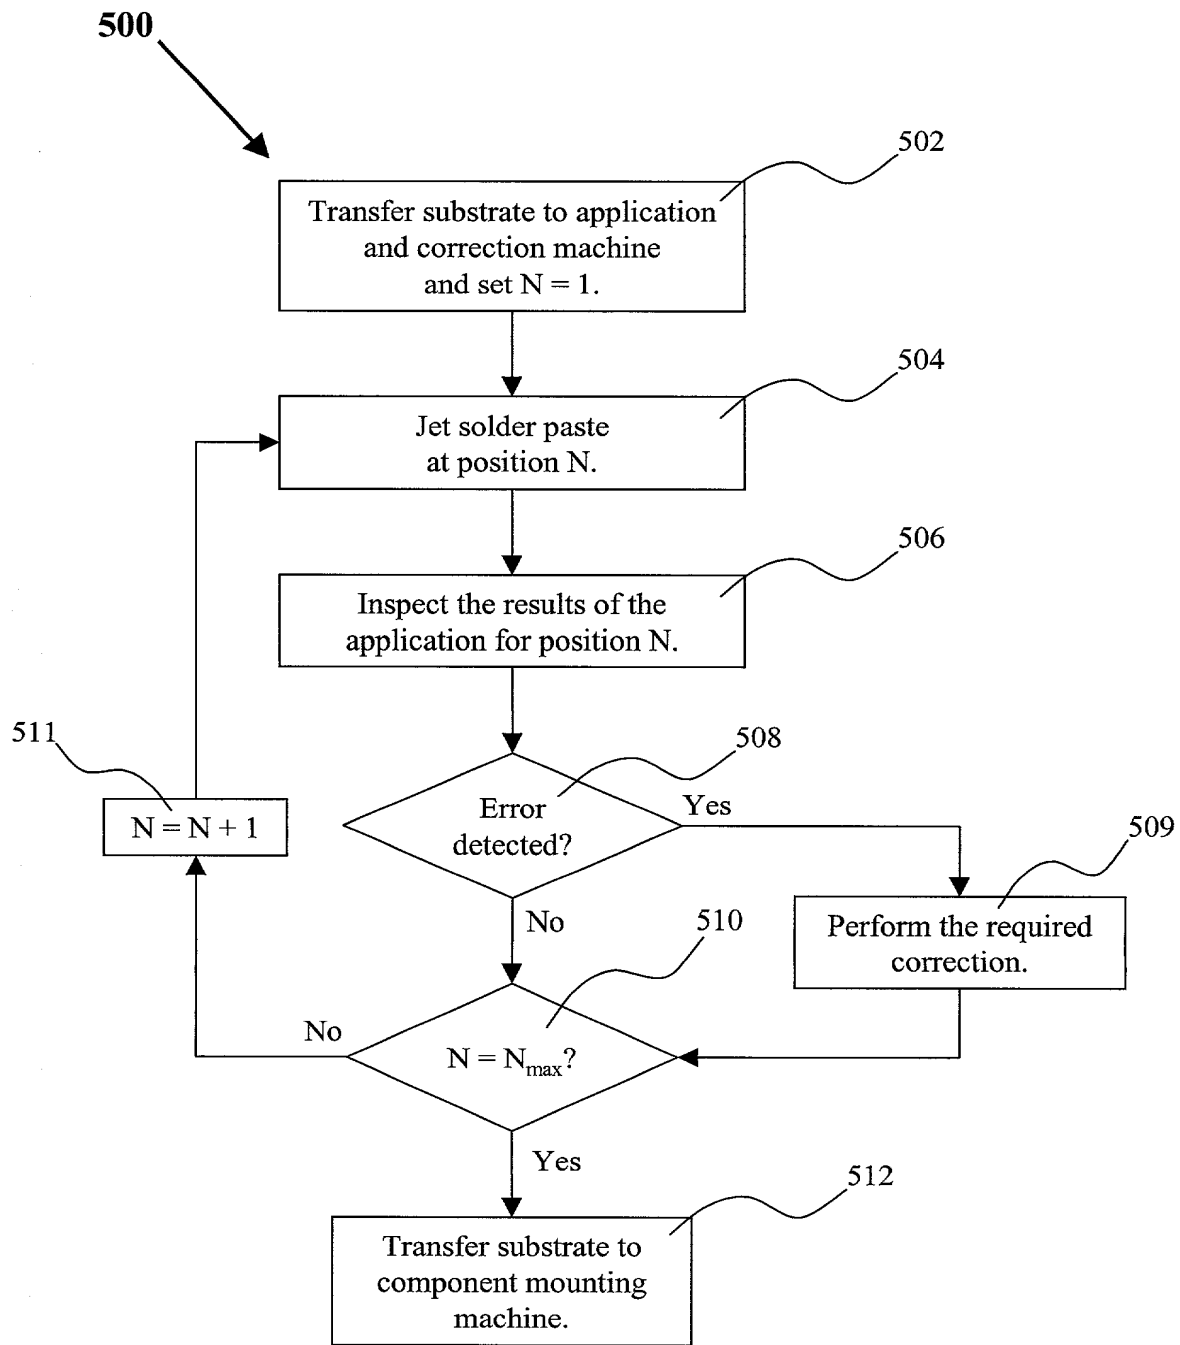 500
502
Transfer substrate to application
and correction machine
and set N = 1.
504
Jet solder paste
at position N.
506
Inspect the results of the
application for position N.
511
N = N + 1
508
Error
detected?
Yes
509
Perform the required
correction.
No
510
No
N = Nmax?
Yes
512
Transfer substrate to
component mounting
machine.